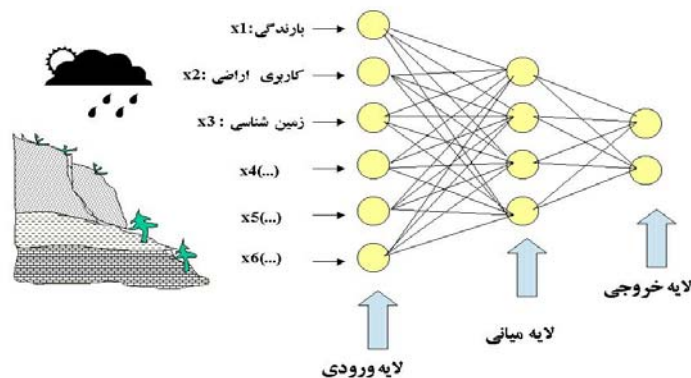 x1:بارندگی
x2: کاربری اراضی
x3 : زمین شناسی
x4(...)
x5(...)
x6(...)
لایه خروجی
لایه میانی
لایه ورودی